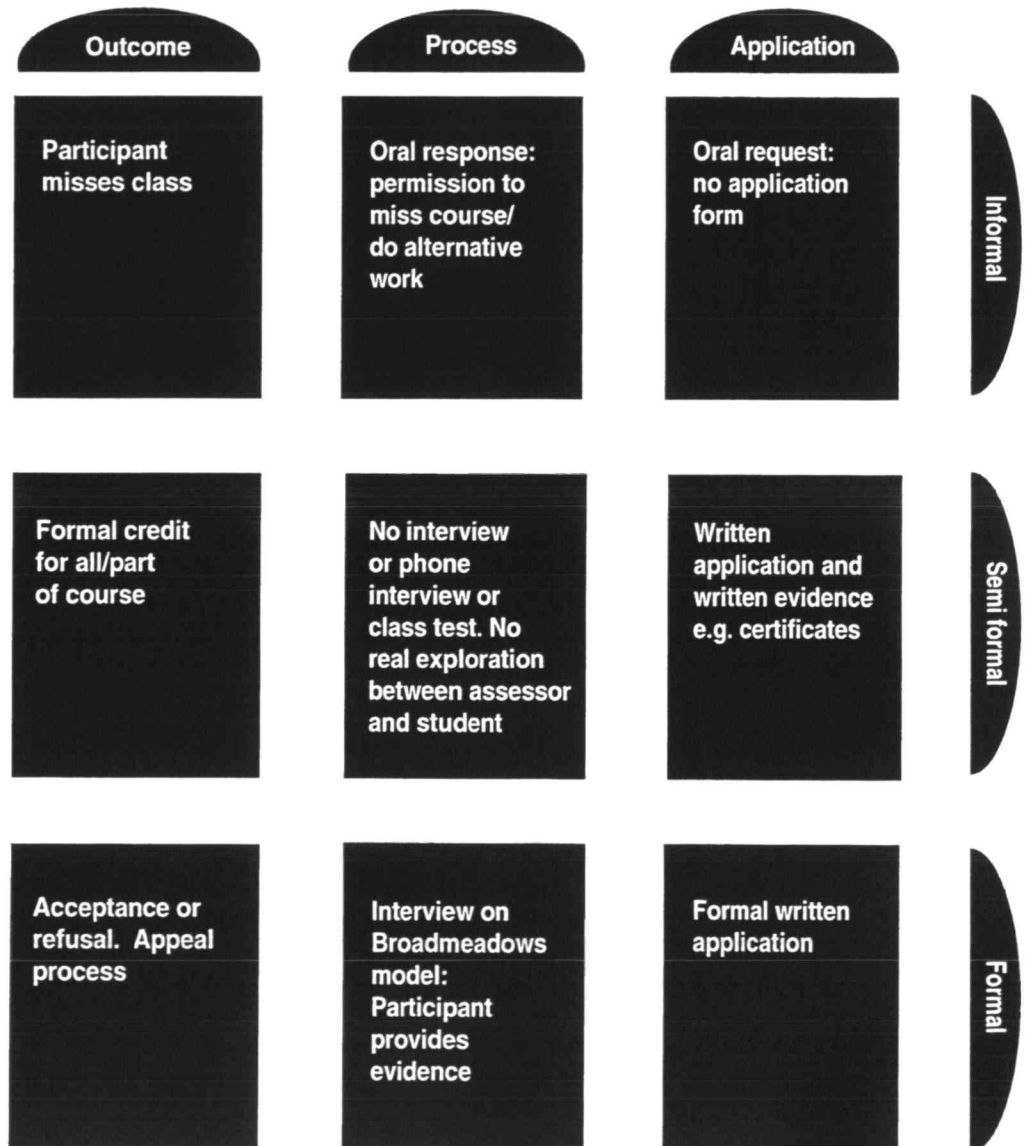 Outcome
Process
Application
Participant
misses class
Oral response:
permission to
miss course/
do alternative
work
Oral request:
no application
form
Informal
Formal credit
for all/part
of course
No interview
or phone
interview or
class test. No
real exploration
between assessor
and student
Written
application and
written evidence
e.g. certificates
Semi formal
Acceptance or
refusal. Appeal
process
Interview on
Broadmeadows
model:
Participant
provides
evidence
Formal written
application
Formal